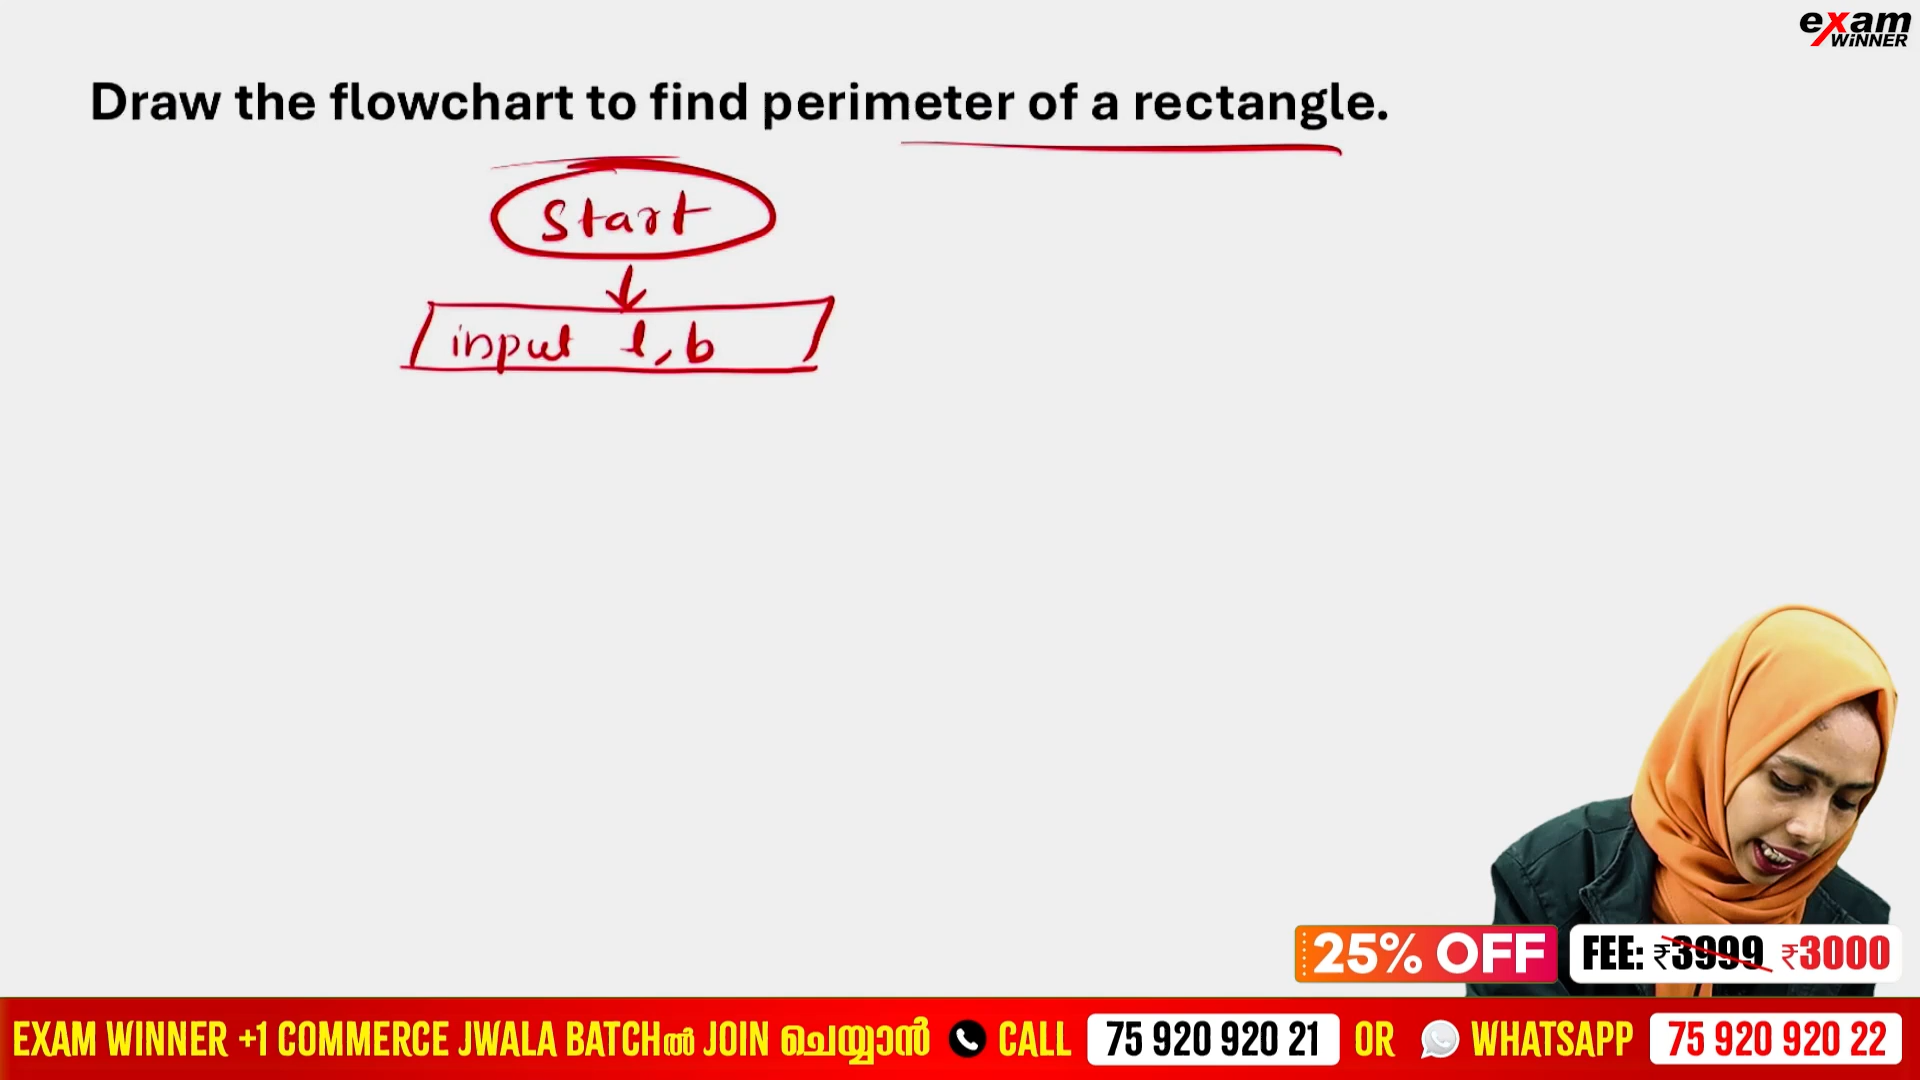 exam
WiNNER
Draw the flowchart to find perimeter of a rectangle.
Start
input l, b
25% OFF
FEE: ₹3999 ₹3000
EXAM WINNER +1 COMMERCE JWALA BATCHൽ JOIN ചെയ്യാൻ CALL 75 920 920 21 OR WHATSAPP 75 920 920 22